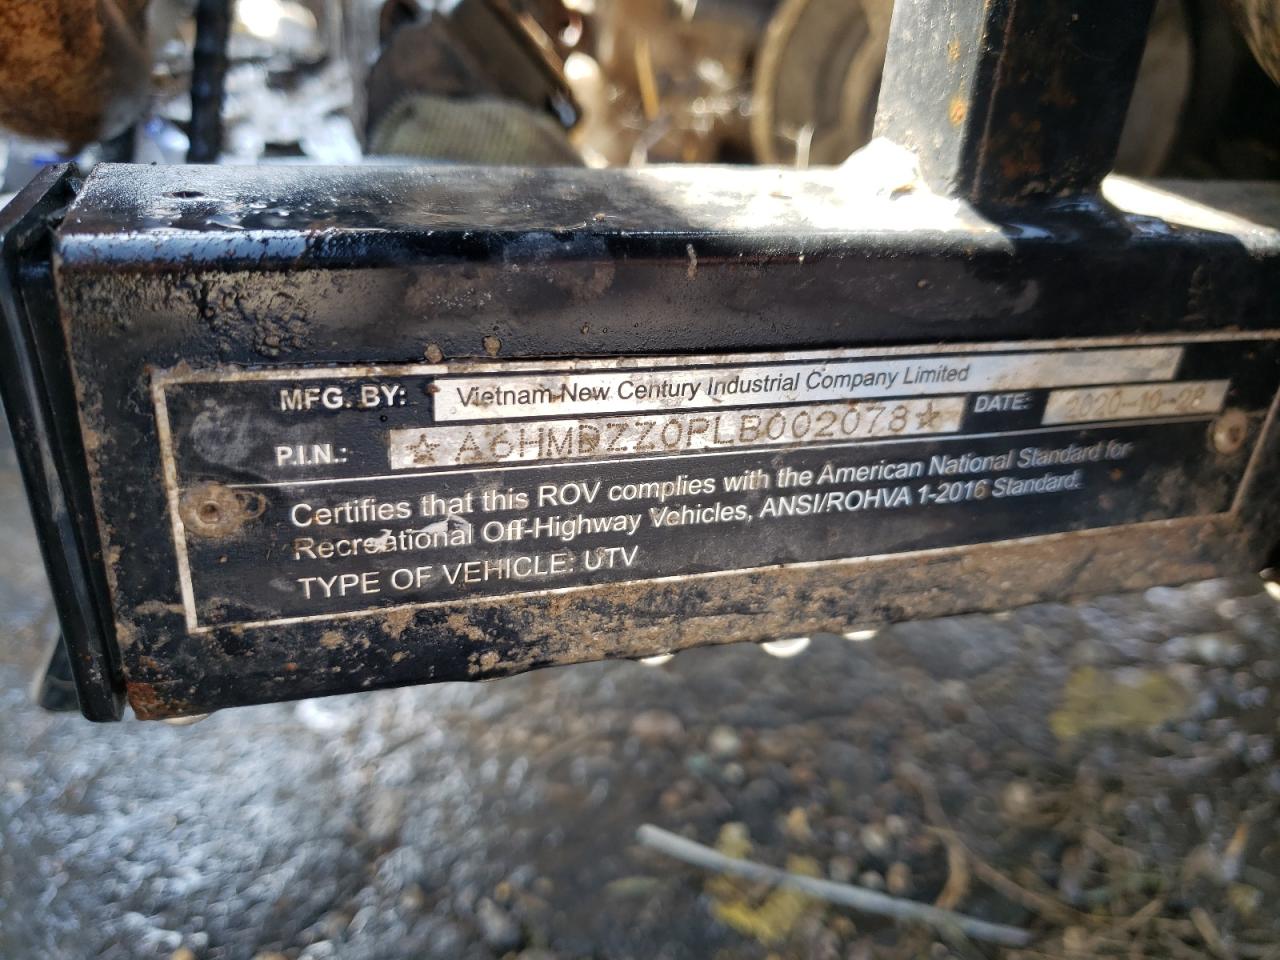 MFG. BY: Vietnam New Century Industrial Company Limited
P.I.N.: ☆A6HMBZZ0PLB002078☆ DATE: 2020-10-28
Certifies that this ROV complies with the American National Standard for
Recreational Off-Highway Vehicles, ANSI/ROHVA 1-2016 Standard.
TYPE OF VEHICLE: UTV